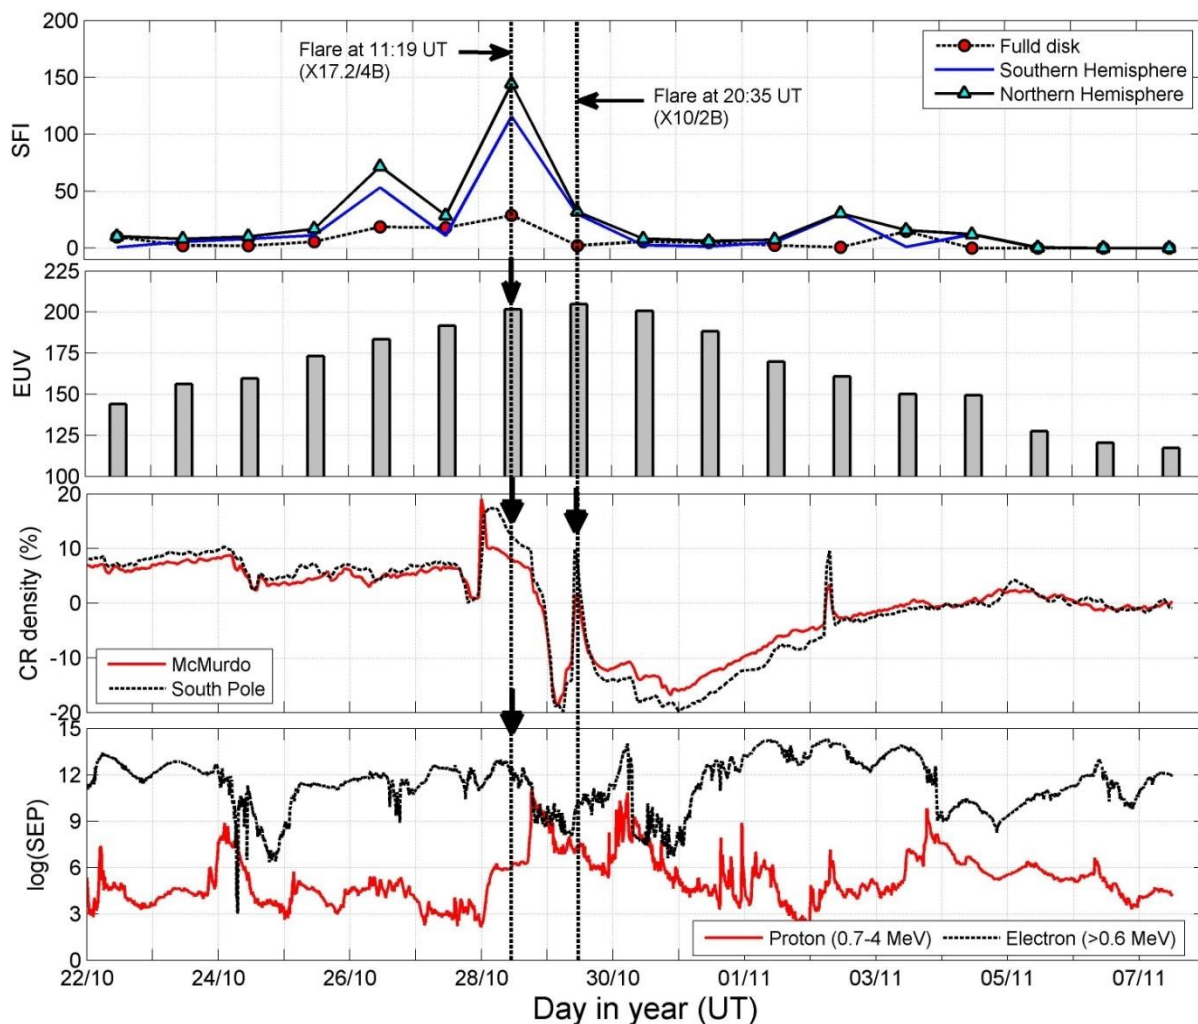 200
150
100
50
0
SFI
Flare at 11:19 UT
(X17.2/4B)
Flare at 20:35 UT
(X10/2B)
Fulld disk
Southern Hemisphere
Northern Hemisphere
225
200
175
150
125
100
EUV
20
10
0
-10
-20
CR density (%)
McMurdo
South Pole
15
12
9
6
3
0
log(SEP)
Proton (0.7-4 MeV)
Electron (>0.6 MeV)
22/10 24/10 26/10 28/10 30/10 01/11 03/11 05/11 07/11
Day in year (UT)